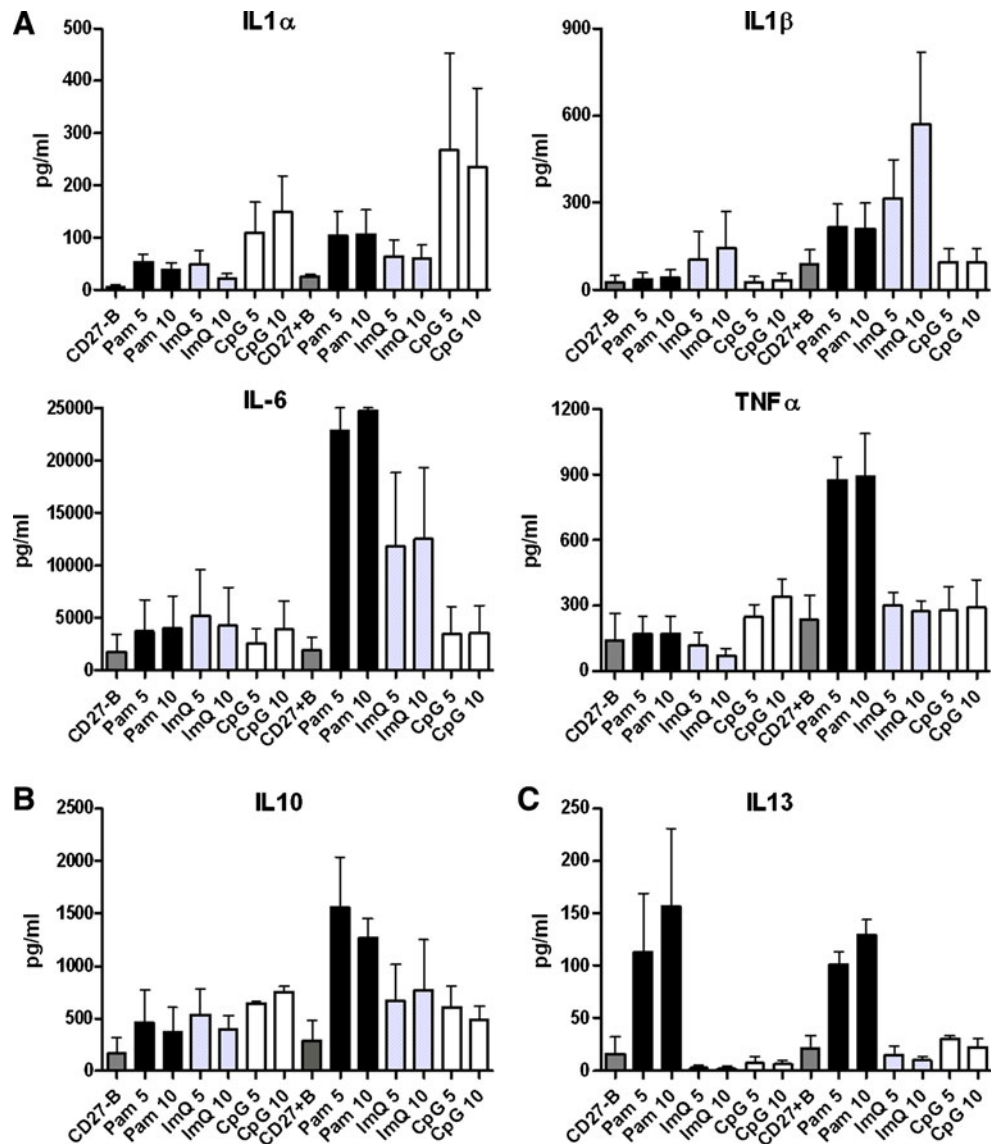 A
IL1α
pg/ml
500
400
300
200
100
0
CD27-B
Pam 5
Pam 10
ImQ 5
ImQ 10
CpG 5
CpG 10
CD27+B
Pam 5
Pam 10
ImQ 5
ImQ 10
CpG 5
CpG 10
IL1β
pg/ml
900
600
300
0
CD27-B
Pam 5
Pam 10
ImQ 5
ImQ 10
CpG 5
CpG 10
CD27+B
Pam 5
Pam 10
ImQ 5
ImQ 10
CpG 5
CpG 10
IL-6
pg/ml
25000
20000
15000
10000
5000
0
CD27-B
Pam 5
Pam 10
ImQ 5
ImQ 10
CpG 5
CpG 10
CD27+B
Pam 5
Pam 10
ImQ 5
ImQ 10
CpG 5
CpG 10
TNFα
pg/ml
1200
900
600
300
0
CD27-B
Pam 5
Pam 10
ImQ 5
ImQ 10
CpG 5
CpG 10
CD27+B
Pam 5
Pam 10
ImQ 5
ImQ 10
CpG 5
CpG 10
B
IL10
pg/ml
2500
2000
1500
1000
500
0
CD27-B
Pam 5
Pam 10
ImQ 5
ImQ 10
CpG 5
CpG 10
CD27+B
Pam 5
Pam 10
ImQ 5
ImQ 10
CpG 5
CpG 10
C
IL13
pg/ml
250
200
150
100
50
0
CD27-B
Pam 5
Pam 10
ImQ 5
ImQ 10
CpG 5
CpG 10
CD27+B
Pam 5
Pam 10
ImQ 5
ImQ 10
CpG 5
CpG 10